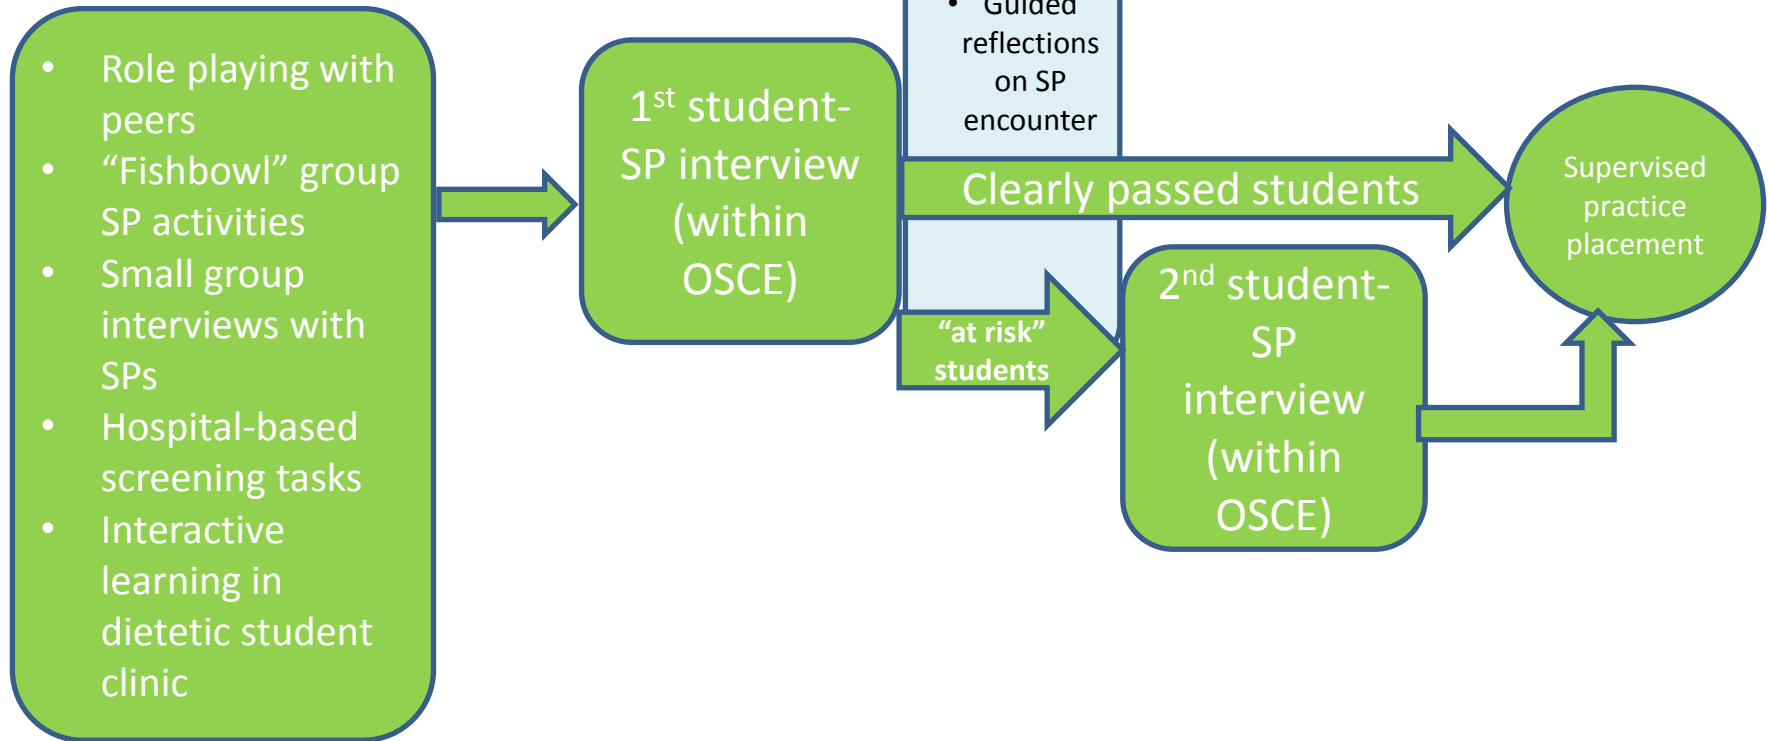 • Role playing with
peers
• “Fishbowl” group
SP activities
• Small group
interviews with
SPs
• Hospital-based
screening tasks
• Interactive
learning in
dietetic student
clinic
1st student-
SP interview
(within
OSCE)
• Guided
reflections
on SP
encounter
Clearly passed students
“at risk”
students
2nd student-
SP
interview
(within
OSCE)
Supervised
practice
placement